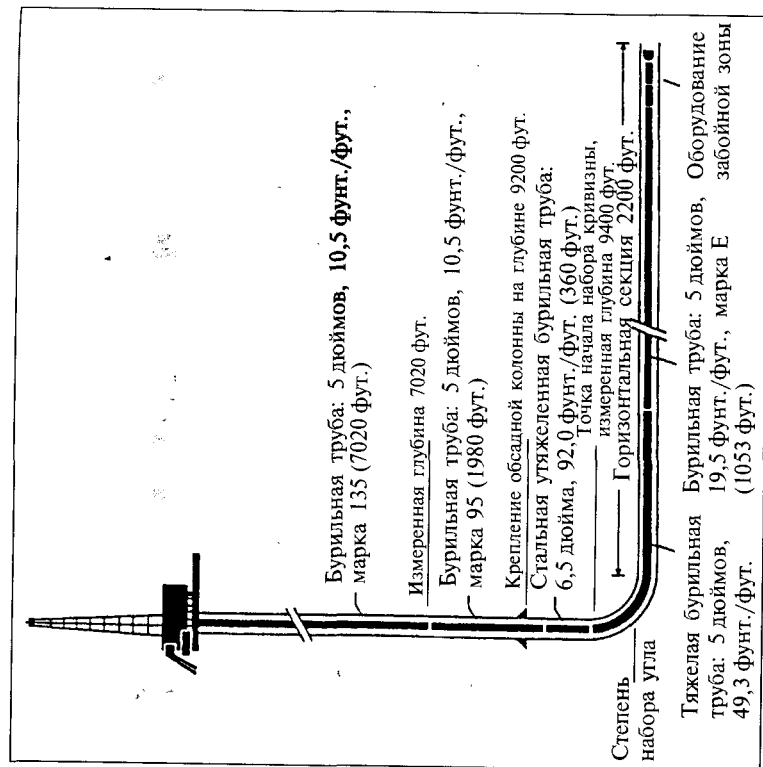 Бурильная труба: 5 дюймов, 10,5 фунт./фут.,
марка 135 (7020 фут.)
Измеренная глубина 7020 фут.
Бурильная труба: 5 дюймов, 10,5 фунт./фут.,
марка 95 (1980 фут.)
Крепление обсадной колонны на глубине 9200 фут.
Стальная утяжеленная бурильная труба:
6,5 дюйма, 92,0 фунт./фут. (360 фут.)
Точка начала набора кривизны,
измеренная глубина 9400 фут.
Горизонтальная секция 2200 фут.
Степень
набора угла
Тяжелая бурильная
труба: 5 дюймов,
49,3 фунт./фут.
Бурильная труба: 5 дюймов,
19,5 фунт./фут., марка Е
(1053 фут.)
Оборудование
забойной зоны